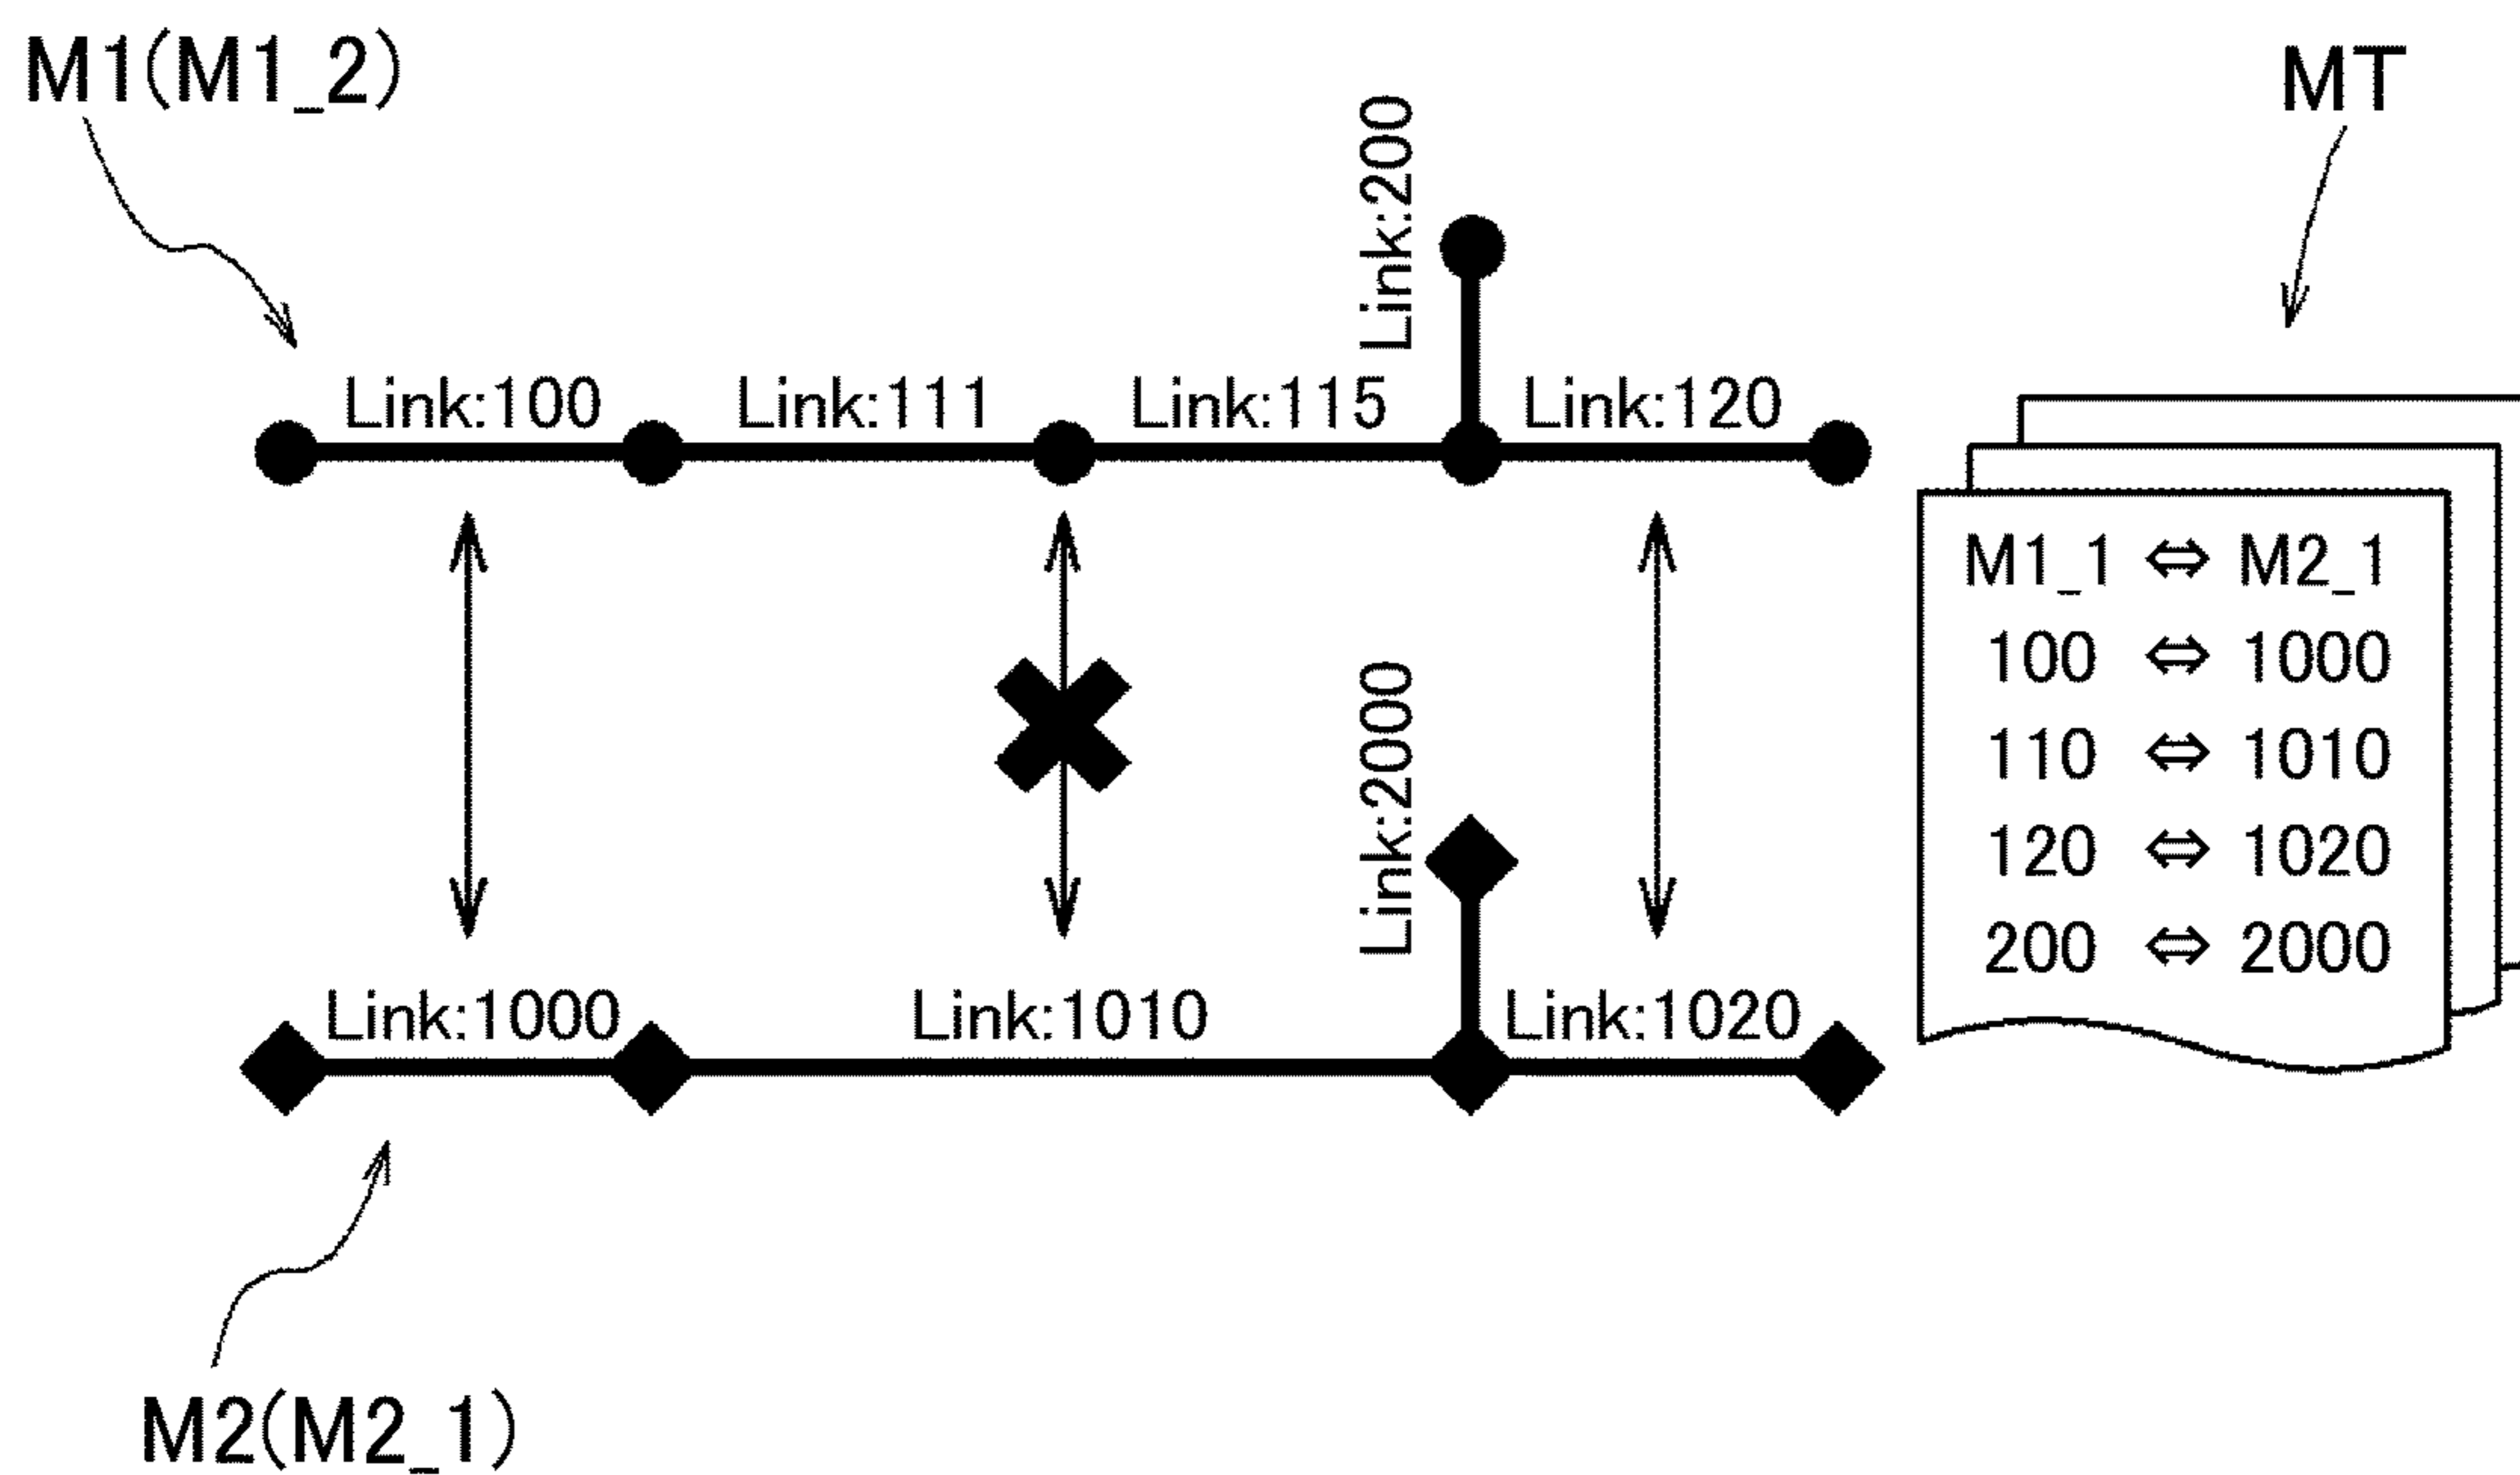 M1(M1_2)
MT
Link:200
Link:100
Link:111
Link:115
Link:120
M1_1 ⇔ M2_1
100 ⇔ 1000
110 ⇔ 1010
120 ⇔ 1020
200 ⇔ 2000
Link:2000
Link:1000
Link:1010
Link:1020
M2(M2_1)